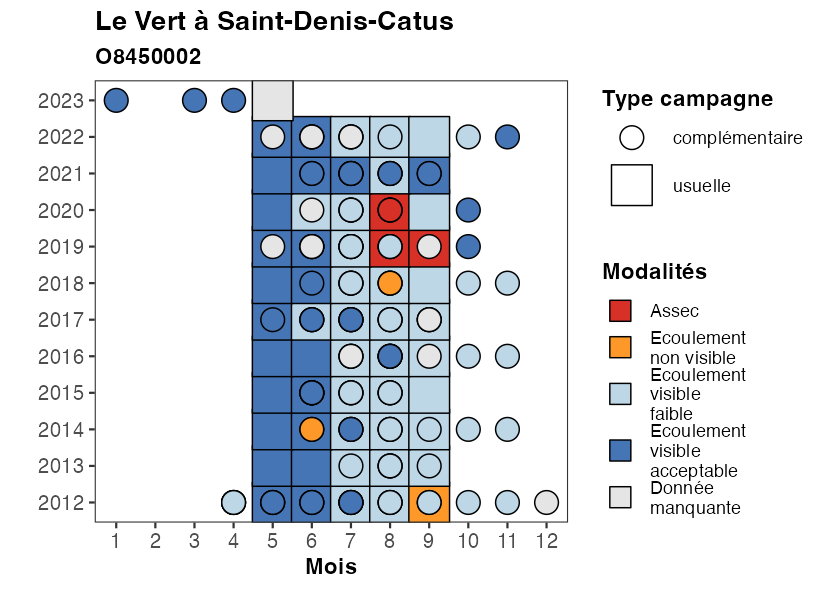 Le Vert à Saint-Denis-Catus
O8450002
2023
2022
2021
2020
2019
2018
2017
2016
2015
2014
2013
2012
1 2 3 4 5 6 7 8 9 10 11 12
Mois
Type campagne
complémentaire
usuelle
Modalités
Assec
Ecoulement
non visible
Ecoulement
visible
faible
Ecoulement
visible
acceptable
Donnée
manquante